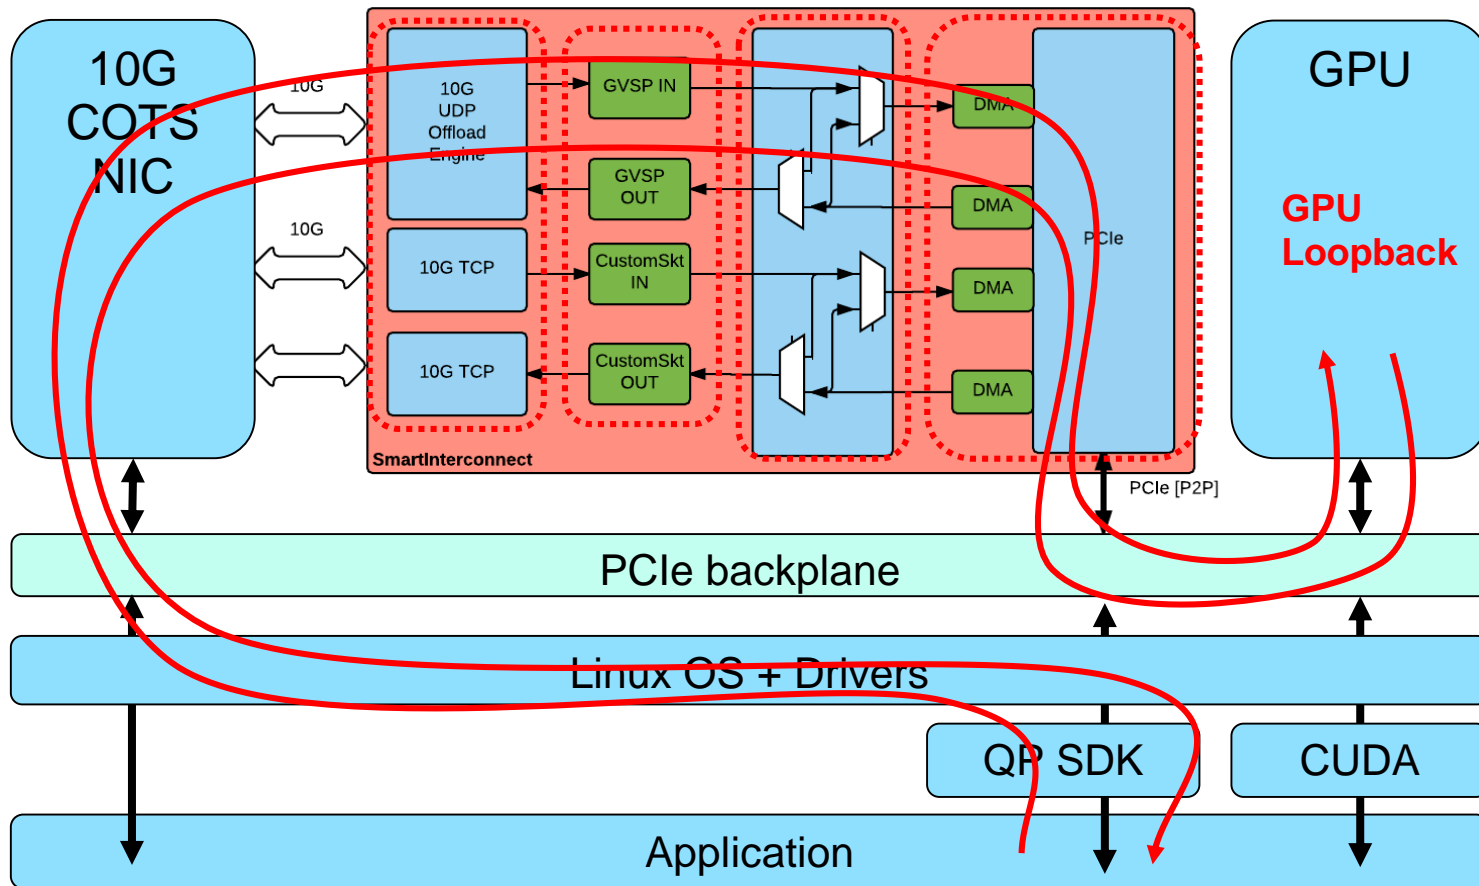 10G
COTS
NIC
10G
10G
10G
UDP
Offload
Engine
10G TCP
10G TCP
GVSP IN
GVSP
OUT
CustomSkt
IN
CustomSkt
OUT
DMA
DMA
DMA
DMA
PCIe
SmartInterconnect
PCIe [P2P]
GPU
GPU
Loopback
PCIe backplane
Linux OS + Drivers
QP SDK
CUDA
Application